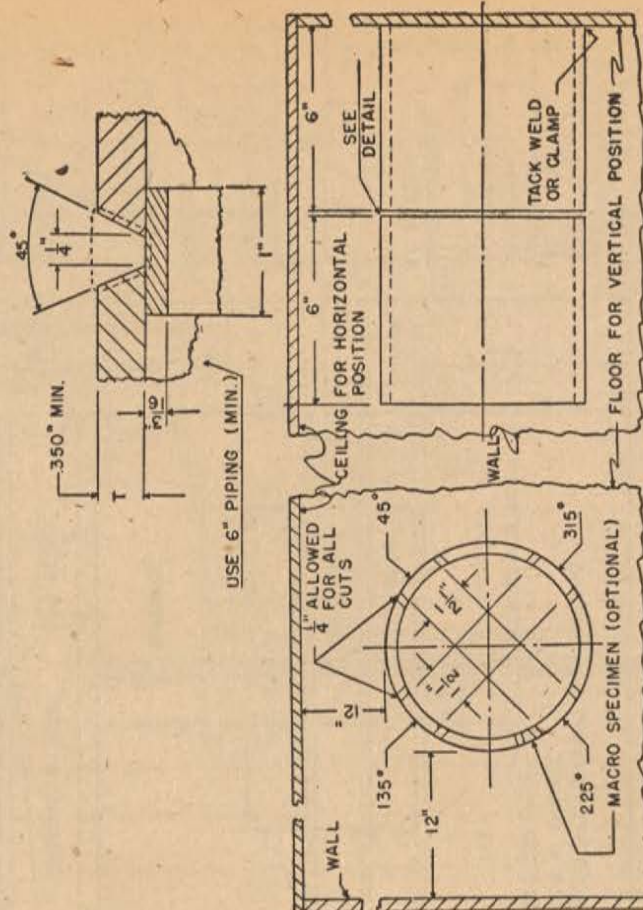 45°
1/4"
.350" MIN.
T
3/16
1"
USE 6" PIPING (MIN.)
6"
6"
SEE
DETAIL
CEILING FOR HORIZONTAL
POSITION
TACK WELD
OR CLAMP
WALL
FLOOR FOR VERTICAL POSITION
WALL
12"
12"
1/4" ALLOWED
FOR ALL
CUTS
135°
45°
1 1/2"
1 1/2"
225°
315°
MACRO SPECIMEN (OPTIONAL)